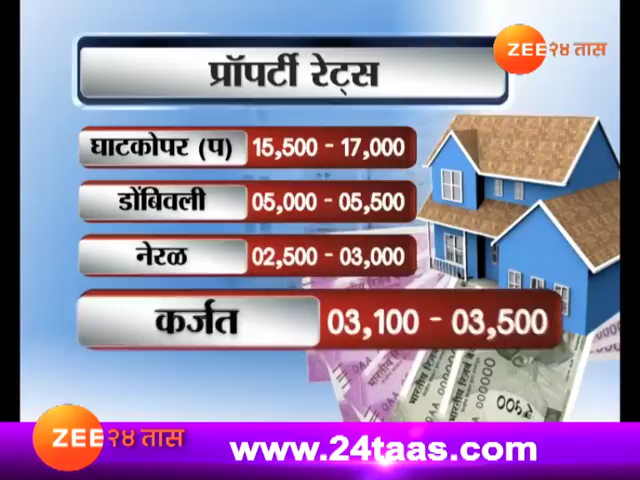 ZEE २४ तास
प्रॉपर्टी रेट्स
घाटकोपर (प) 15,500 - 17,000
डोंबिवली 05,000 - 05,500
नेरळ 02,500 - 03,000
कर्जत 03,100 - 03,500
ZEE २४ तास www.24taas.com